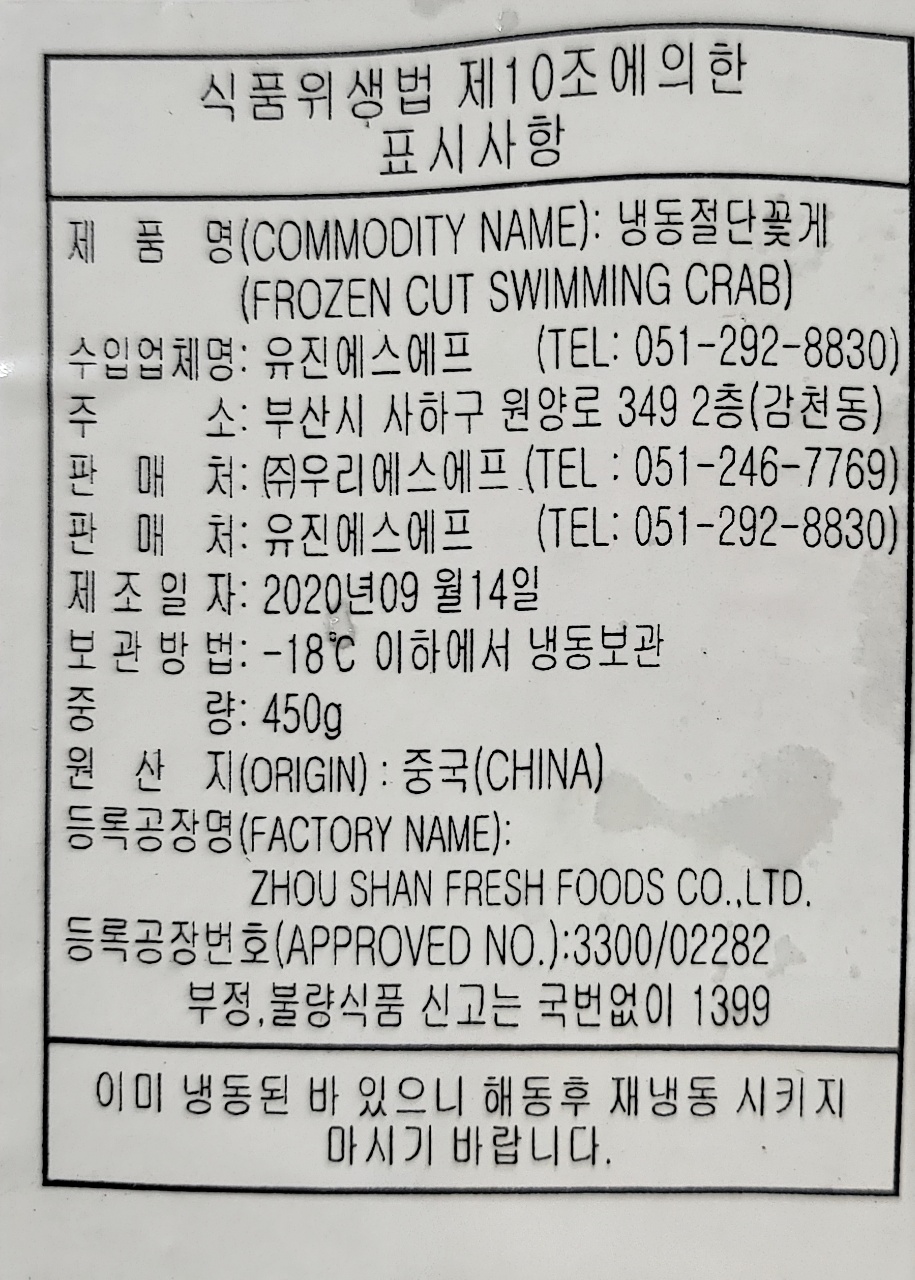 식품위생법 제10조에의한
표시사항
제 품 명(COMMODITY NAME): 냉동절단꽃게
(FROZEN CUT SWIMMING CRAB)
수입업체명: 유진에스에프 (TEL: 051-292-8830)
주 소: 부산시 사하구 원양로 349 2층(감천동)
판 매 처: ㈜우리에스에프 (TEL : 051-246-7769)
판 매 처: 유진에스에프 (TEL: 051-292-8830)
제 조 일 자: 2020년09 월14일
보 관 방 법: -18℃ 이하에서 냉동보관
중 량: 450g
원 산 지(ORIGIN) : 중국(CHINA)
등록공장명(FACTORY NAME):
ZHOU SHAN FRESH FOODS CO.,LTD.
등록공장번호(APPROVED NO.):3300/02282
부정,불량식품 신고는 국번없이 1399
이미 냉동된 바 있으니 해동후 재냉동 시키지
마시기 바랍니다.